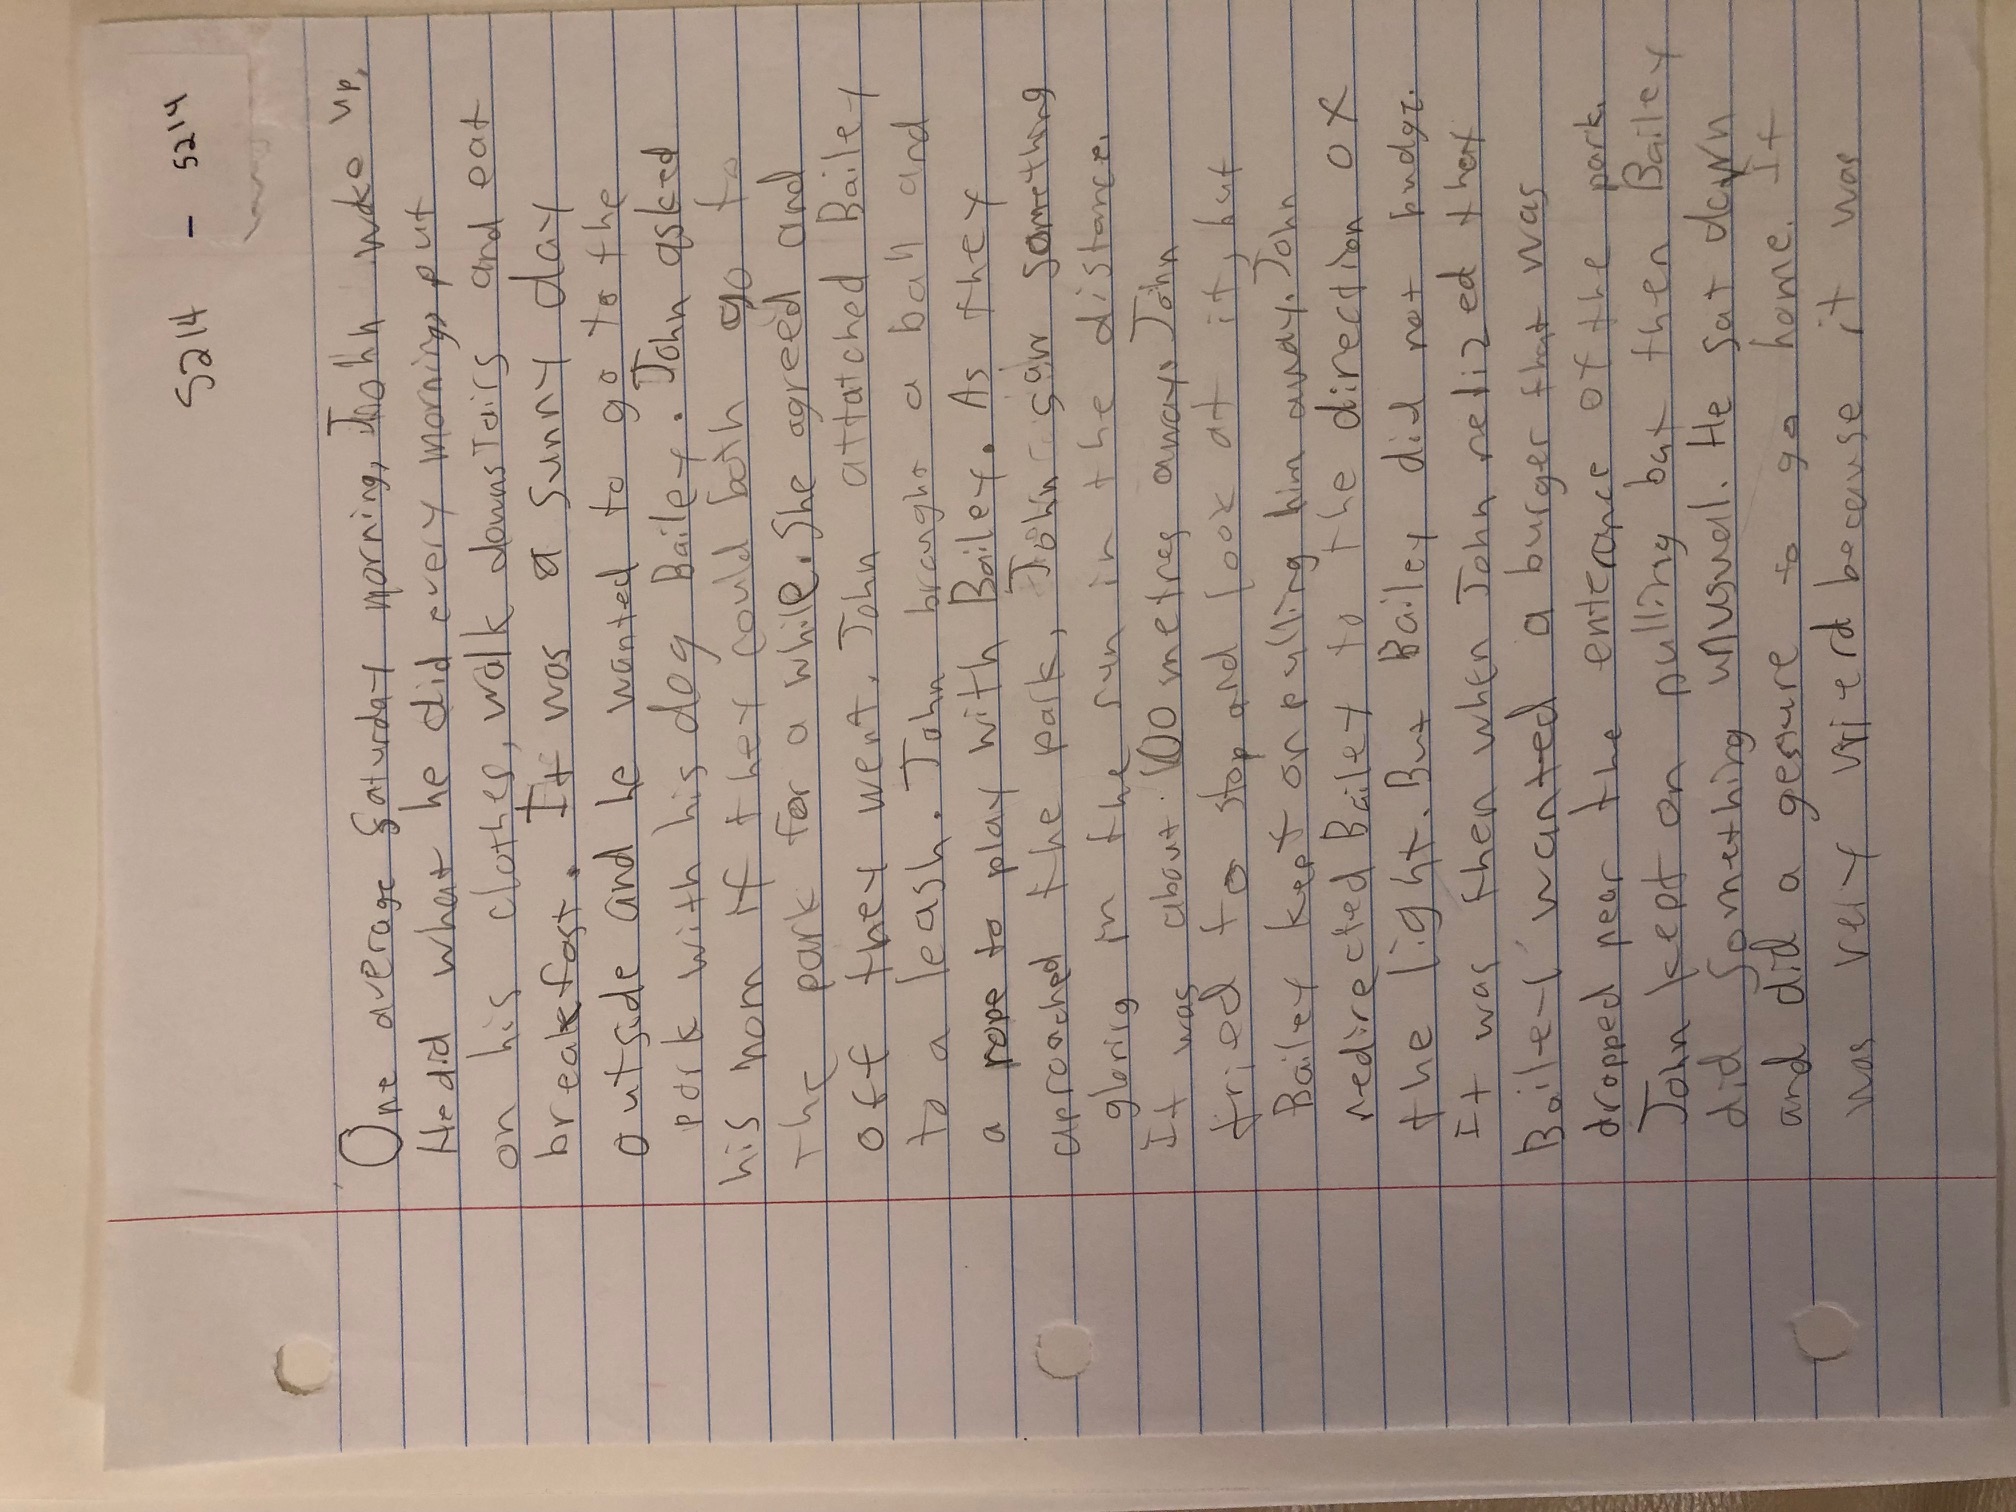 5214 - 5214
One average Saturday morning, John woke up.
He did what he did every morning, put
on his clothes, walk downstairs and eat
breakfast. It was a sunny day
outside and he wanted to go to the
park with his dog Bailey. John asked
his mom if they could both go to
the park for a while. She agreed and
off they went. John attatched Bailey
to a leash. John brought a ball and
a rope to play with Bailey. As they
aproached the park, John saw something
glaring in the sun in the distance.
It was about 100 metres away. John
tried to stop and look at it, but
Bailey kept on pulling him away. John
redirected Bailey to the direction of
the light. But Bailey did not budge.
It was then when John relized that
Bailey wanted a burger that was
dropped near the enterance of the park.
John kept on pulling but then Bailey
did something unusual. He sat down
and did a gesture to go home. It
was very wierd because it was